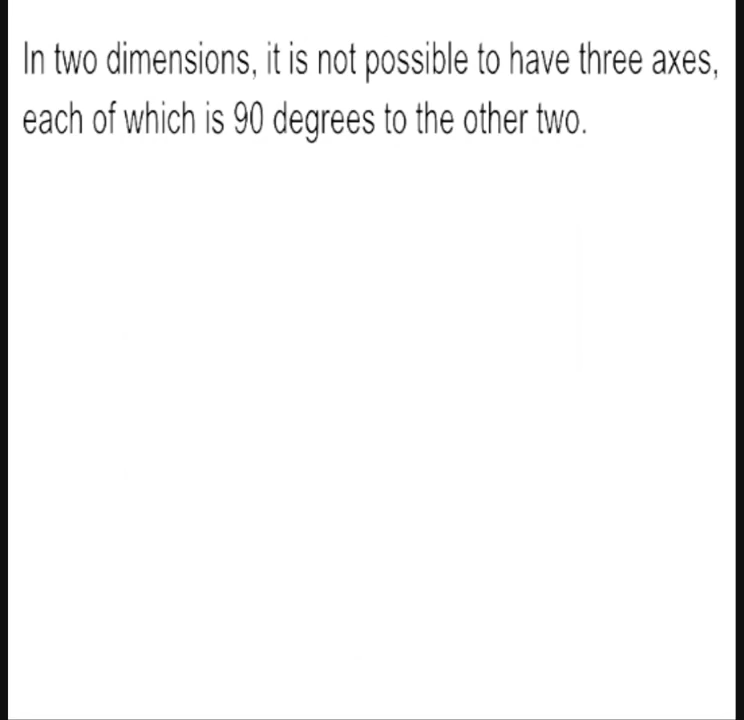 In two dimensions, it is not possible to have three axes,
each of which is 90 degrees to the other two.